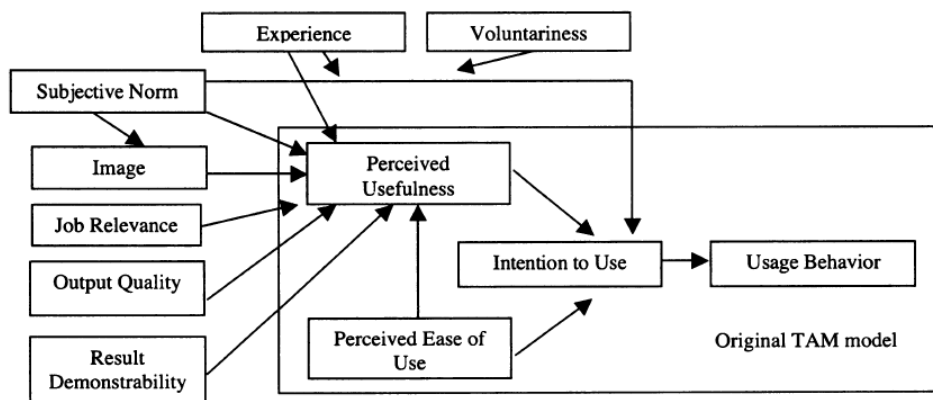 Experience
Voluntariness
Subjective Norm
Image
Perceived
Usefulness
Job Relevance
Output Quality
Intention to Use
Usage Behavior
Result
Demonstrability
Perceived Ease of
Use
Original TAM model